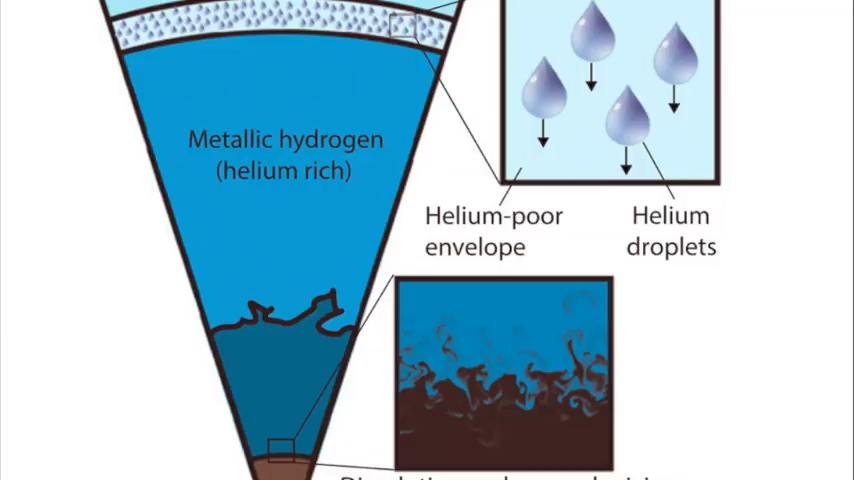 Metallic hydrogen
(helium rich)
Helium-poor
envelope
Helium
droplets